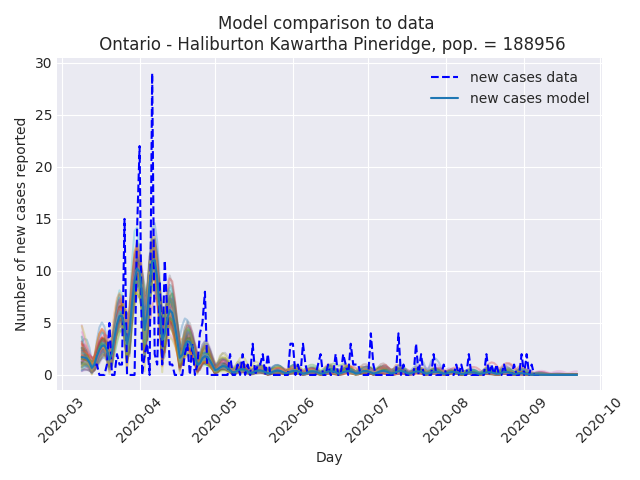 Model comparison to data
Ontario - Haliburton Kawartha Pineridge, pop. = 188956
new cases data
new cases model
Number of new cases reported
30
25
20
15
10
5
0
2020-03
2020-04
2020-05
2020-06
2020-07
2020-08
2020-09
2020-10
Day